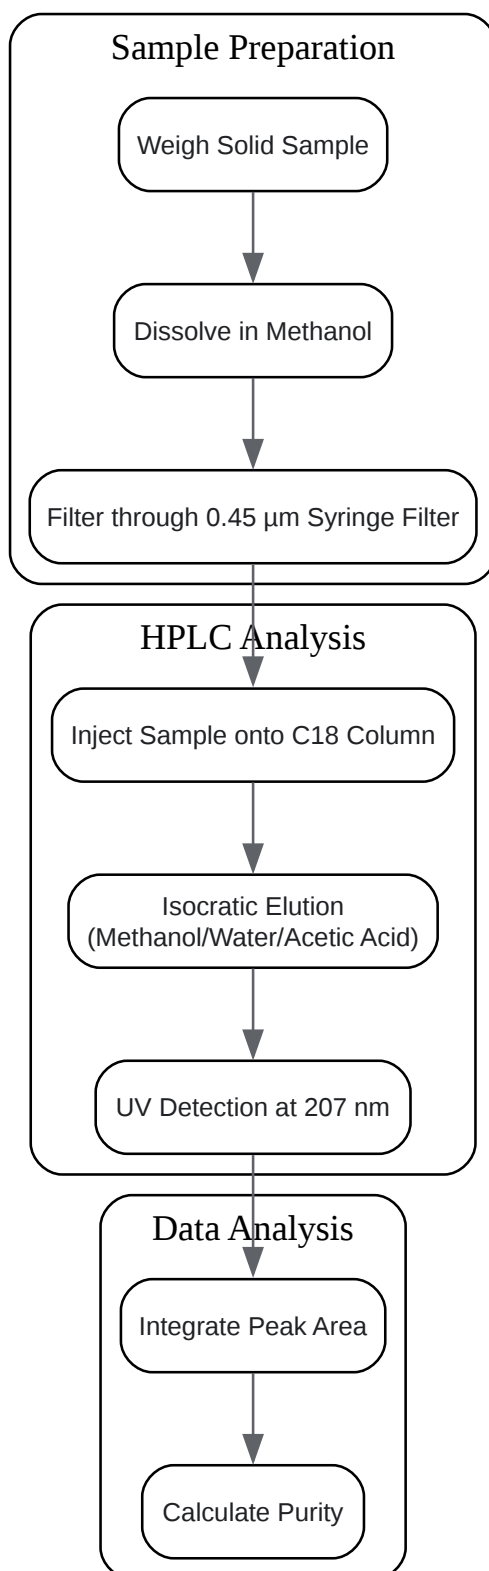 Sample Preparation
Weigh Solid Sample
Dissolve in Methanol
Filter through 0.45 µm Syringe Filter
HPLC Analysis
Inject Sample onto C18 Column
Isocratic Elution
(Methanol/Water/Acetic Acid)
UV Detection at 207 nm
Data Analysis
Integrate Peak Area
Calculate Purity